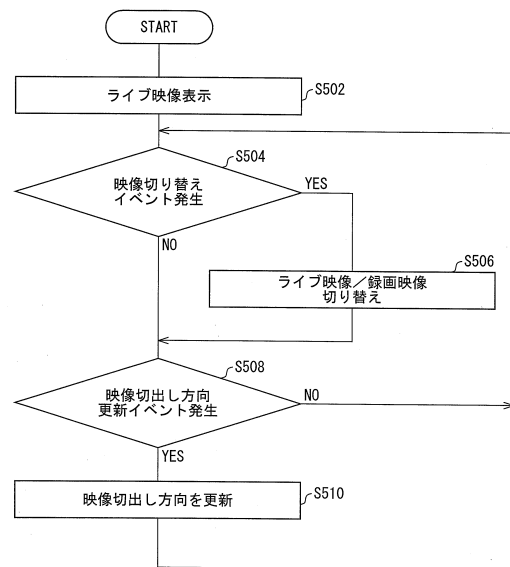 START
ライブ映像表示
S502
映像切り替え
イベント発生
S504
YES
NO
ライブ映像／録画映像
切り替え
S506
映像切出し方向
更新イベント発生
S508
NO
YES
映像切出し方向を更新
S510